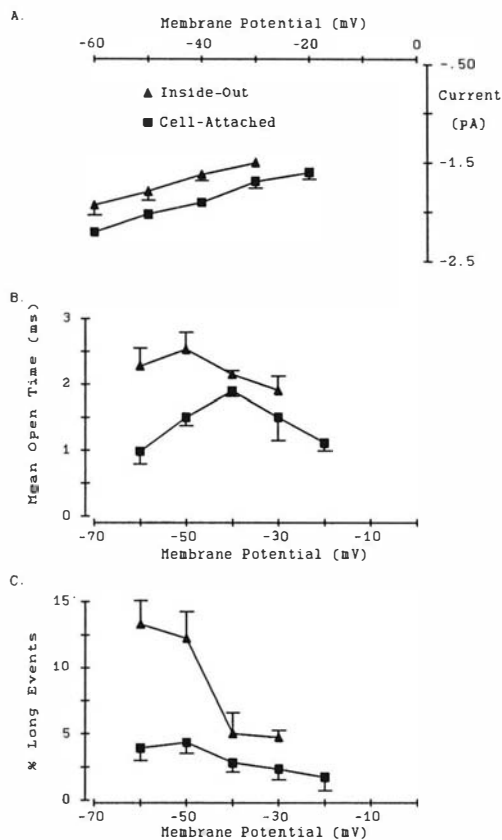 A.
Membrane Potential (mV)
-60 -40 -20 0
-.50
Current
(pA)
-1.5
-2.5
▲ Inside-Out
■ Cell-Attached
B.
Mean Open Time (ms)
3
2
1
0
-70 -50 -30 -10
Membrane Potential (mV)
C.
% Long Events
15
10
5
0
-70 -50 -30 -10
Membrane Potential (mV)